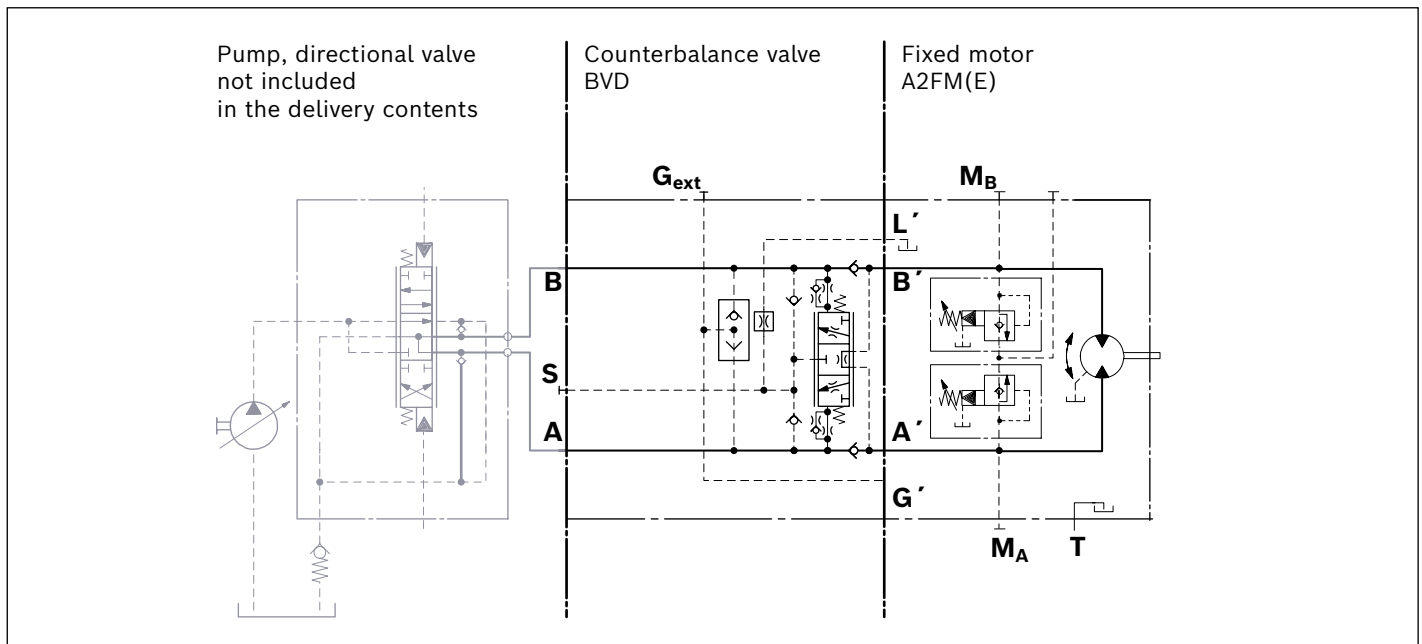 Pump, directional valve
not included
in the delivery contents
Counterbalance valve
BVD
Fixed motor
A2FM(E)
Gext
MB
L´
B
B´
S
A
A´
G´
MA
T